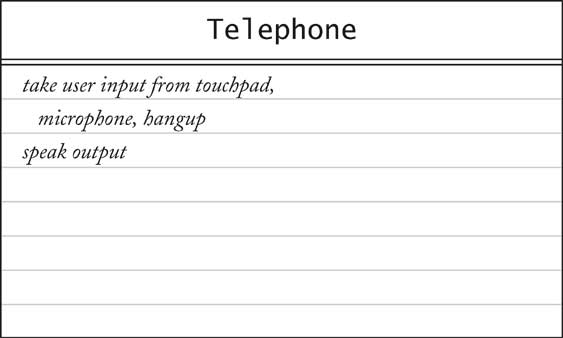 Telephone
take user input from touchpad,
microphone, hangup
speak output